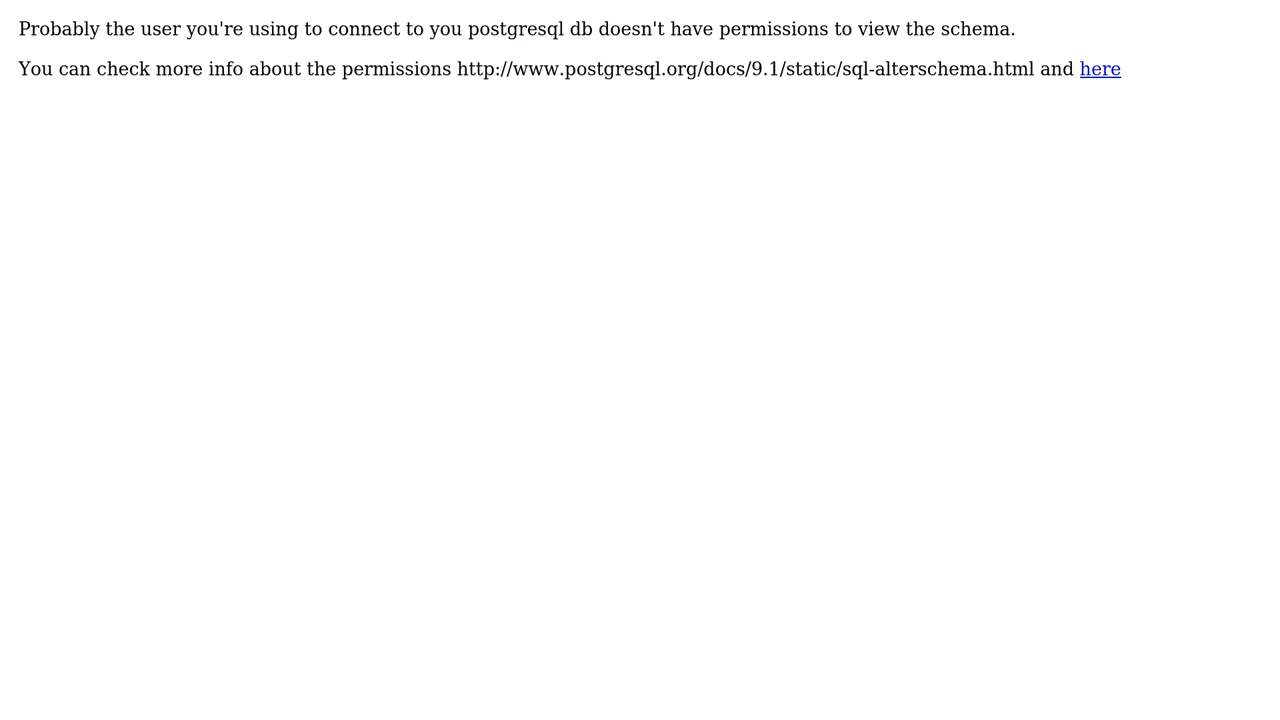 Probably the user you're using to connect to you postgresql db doesn't have permissions to view the schema.
You can check more info about the permissions http://www.postgresql.org/docs/9.1/static/sql-alterschema.html and here